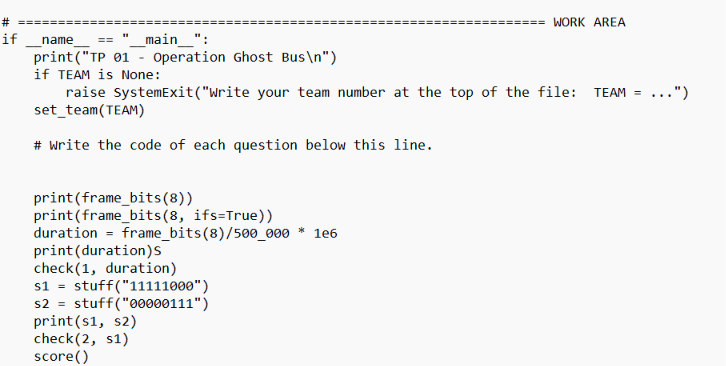 # ==================================================================== WORK AREA
if __name__ == "__main__":
    print("TP 01 - Operation Ghost Bus\n")
    if TEAM is None:
        raise SystemExit("Write your team number at the top of the file:  TEAM = ...")
    set_team(TEAM)

    # Write the code of each question below this line.


    print(frame_bits(8))
    print(frame_bits(8, ifs=True))
    duration = frame_bits(8)/500_000 * 1e6
    print(duration)S
    check(1, duration)
    s1 = stuff("11111000")
    s2 = stuff("00000111")
    print(s1, s2)
    check(2, s1)
    score()